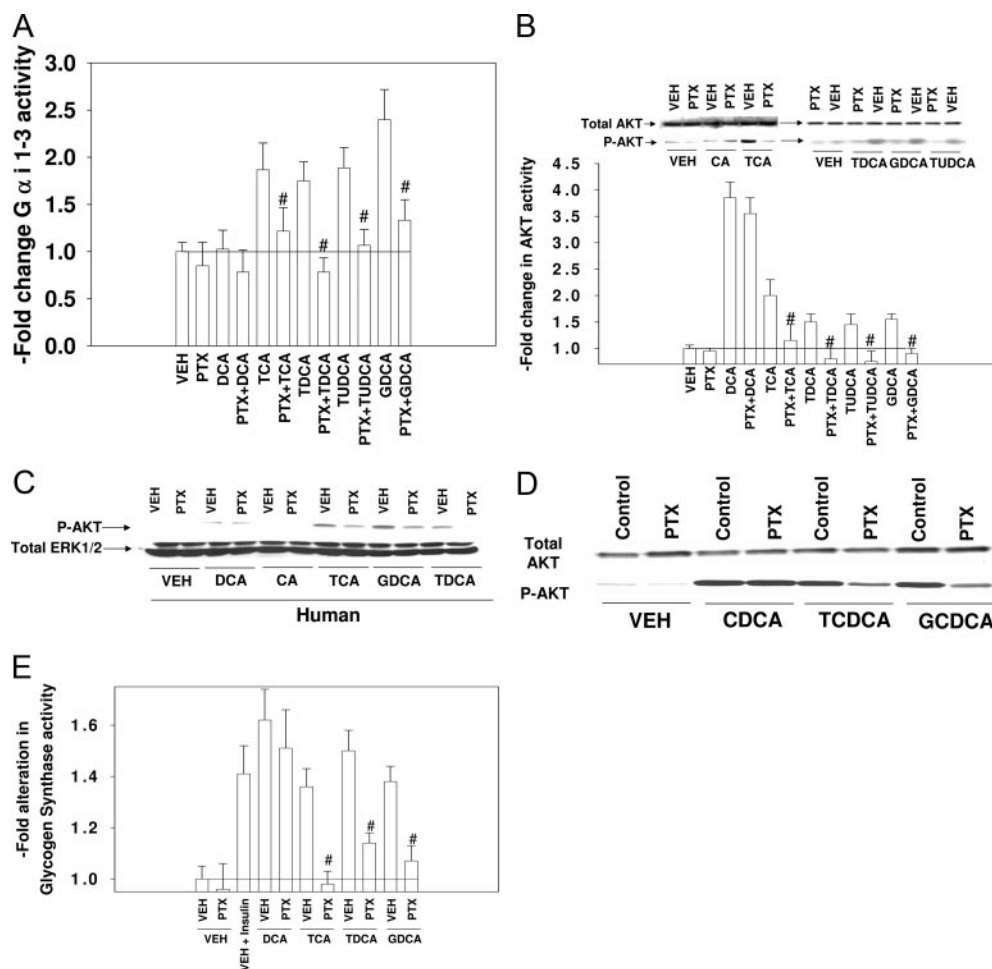 A
-Fold change G α i 1-3 activity
3.0
2.5
2.0
1.5
1.0
0.5
0.0
# # # #
VEH PTX DCA PTX+DCA TCA PTX+TCA TDCA PTX+TDCA TUDCA PTX+TUDCA GDCA PTX+GDCA
B
VEH PTX VEH PTX VEH PTX PTX VEH PTX VEH PTX VEH PTX VEH
Total AKT
P-AKT
VEH CA TCA VEH TDCA GDCA TUDCA
-Fold change in AKT activity
4.5
4.0
3.5
3.0
2.5
2.0
1.5
1.0
# # # #
VEH PTX DCA PTX+DCA TCA PTX+TCA TDCA PTX+TDCA TUDCA PTX+TUDCA GDCA PTX+GDCA
C
VEH PTX VEH PTX VEH PTX VEH PTX VEH PTX VEH PTX
P-AKT
Total ERK1/2
VEH DCA CA TCA GDCA TDCA
Human
D
Control PTX Control PTX Control PTX Control PTX
Total
AKT
P-AKT
VEH CDCA TCDCA GCDCA
E
-Fold alteration in
Glycogen Synthase activity
1.6
1.4
1.2
1.0
# # #
VEH PTX VEH + Insulin VEH PTX VEH PTX VEH PTX VEH PTX
VEH DCA TCA TDCA GDCA